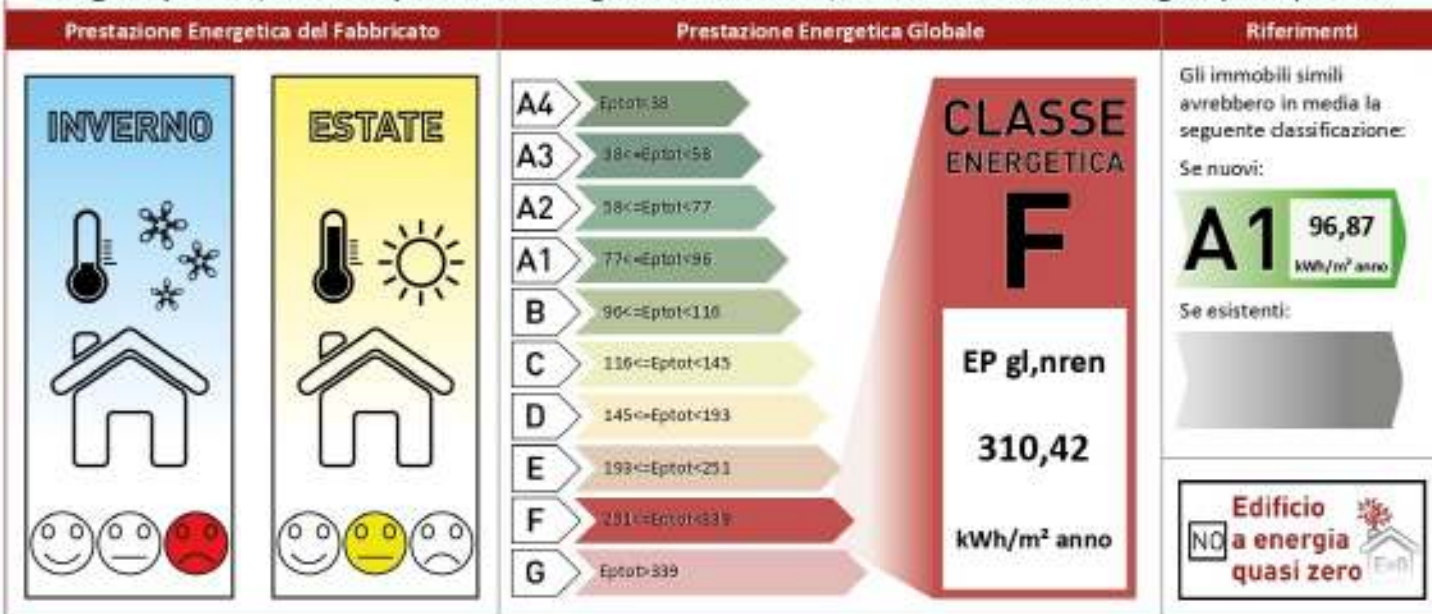 Prestazione Energetica del Fabbricato
Prestazione Energetica Globale
Riferimenti
INVERNO
ESTATE
A4
Eptot<38
A3
38<=Eptot<58
A2
58<=Eptot<77
A1
77<=Eptot<96
B
96<=Eptot<116
C
116<=Eptot<145
D
145<=Eptot<193
E
193<=Eptot<251
F
251<=Eptot<339
G
Eptot>339
CLASSE
ENERGETICA
F
EP gl,nren
310,42
kWh/m² anno
Gli immobili simili
avrebbero in media la
seguente classificazione:
Se nuovi:
A1
96,87
kWh/m² anno
Se esistenti:
NO
Edificio
a energia
quasi zero
E=0